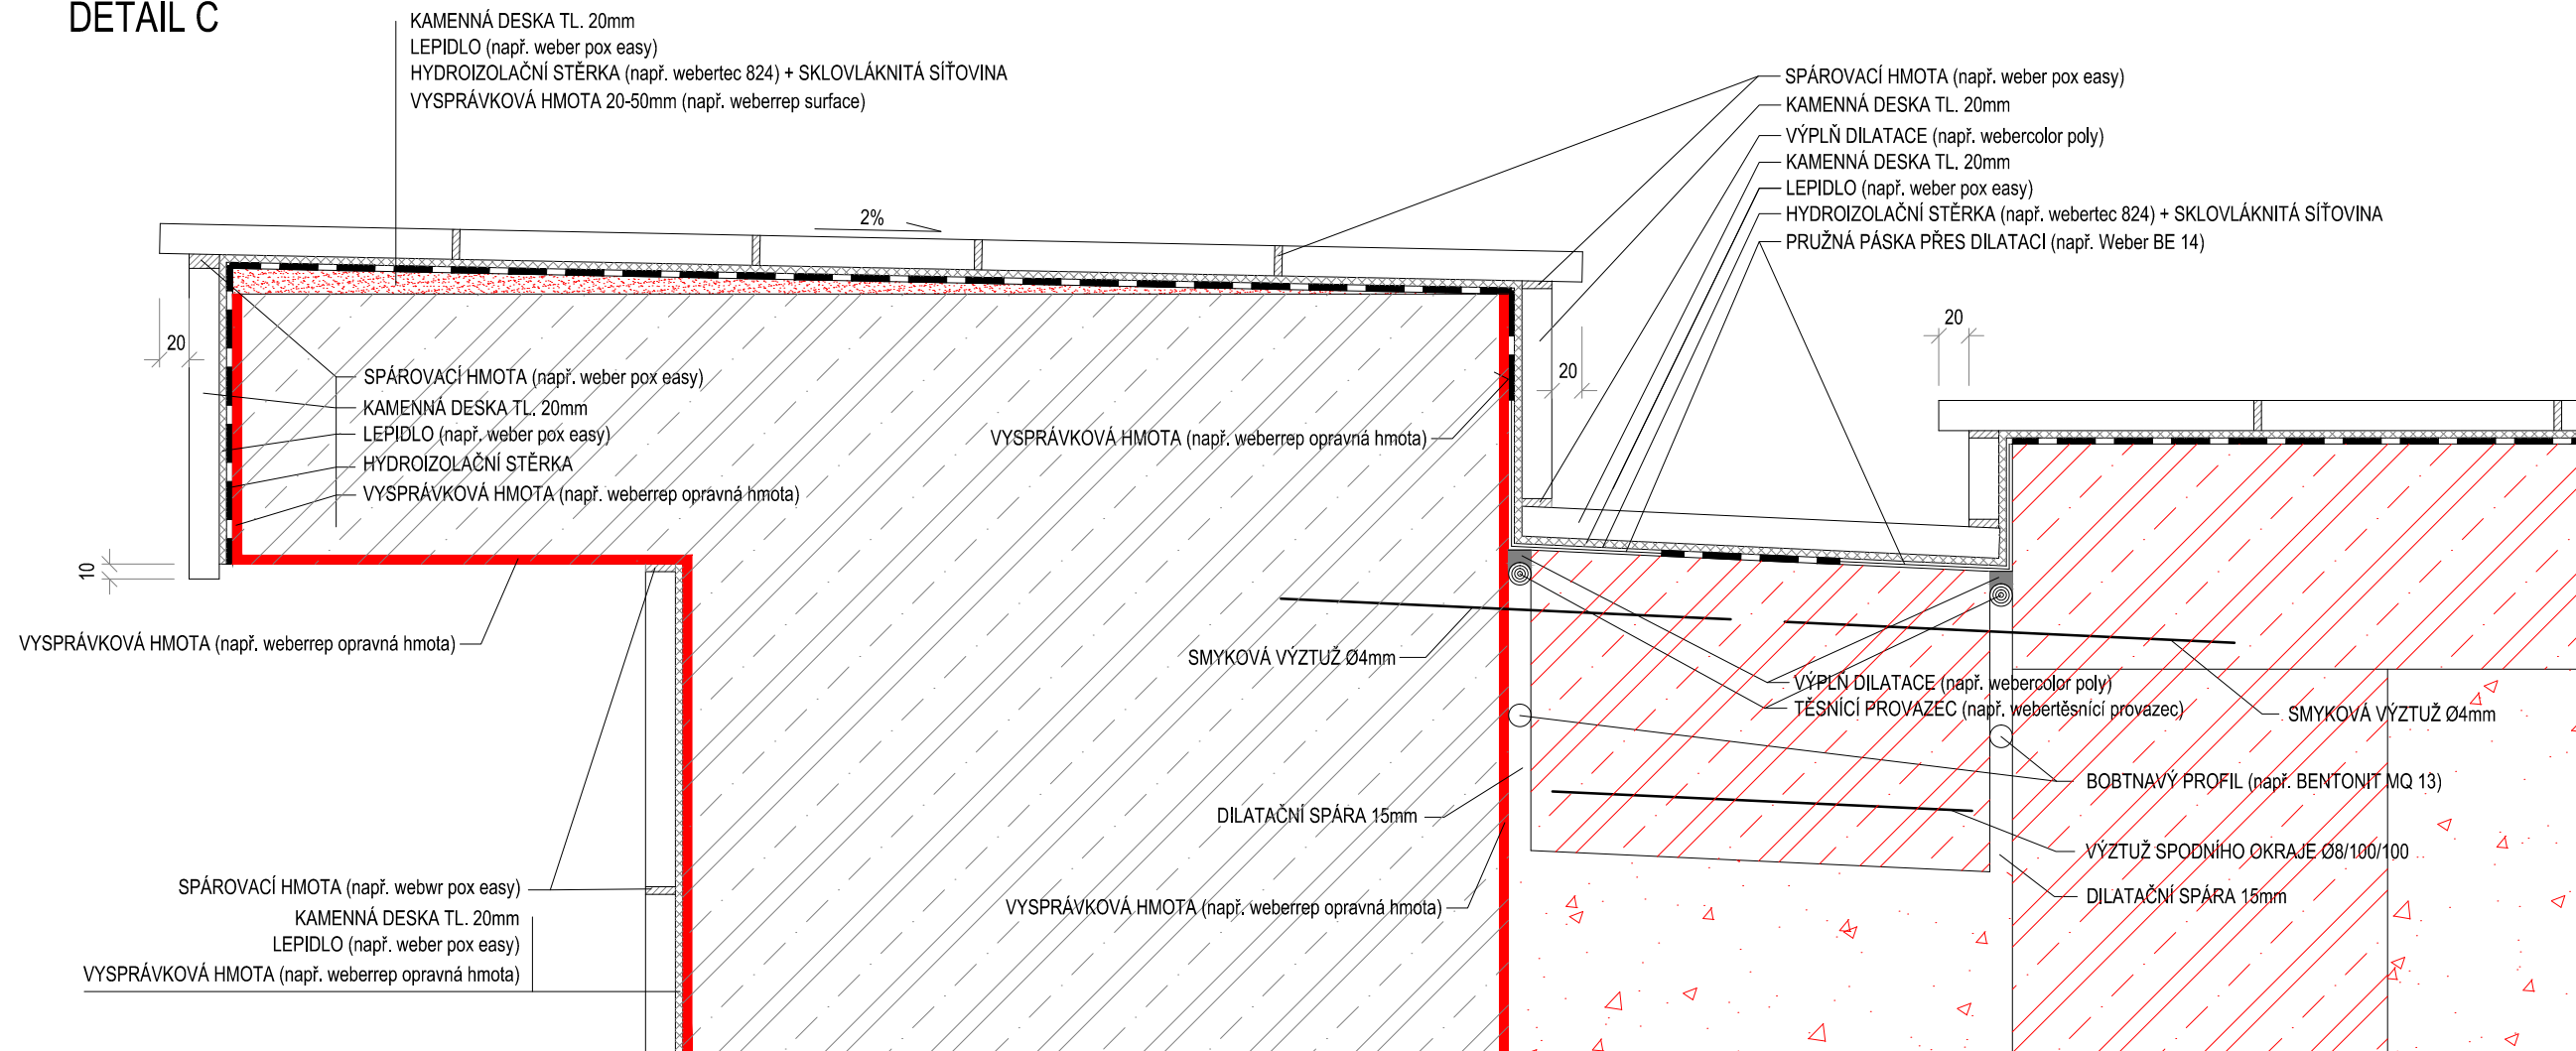 DETAIL C
KAMENNÁ DESKA TL. 20mm
LEPIDLO (např. weber pox easy)
HYDROIZOLAČNÍ STĚRKA (např. webertec 824) + SKLOVLÁKNITÁ SÍŤOVINA
VYSPRÁVKOVÁ HMOTA 20-50mm (např. weberrep surface)
SPÁROVACÍ HMOTA (např. weber pox easy)
KAMENNÁ DESKA TL. 20mm
VÝPLŇ DILATACE (např. webercolor poly)
KAMENNÁ DESKA TL. 20mm
LEPIDLO (např. weber pox easy)
HYDROIZOLAČNÍ STĚRKA (např. webertec 824) + SKLOVLÁKNITÁ SÍŤOVINA
PRUŽNÁ PÁSKA PŘES DILATACI (např. Weber BE 14)
2%
20
20
20
10
SPÁROVACÍ HMOTA (např. weber pox easy)
KAMENNÁ DESKA TL. 20mm
LEPIDLO (např. weber pox easy)
HYDROIZOLAČNÍ STĚRKA
VYSPRÁVKOVÁ HMOTA (např. weberrep opravná hmota)
VYSPRÁVKOVÁ HMOTA (např. weberrep opravná hmota)
VYSPRÁVKOVÁ HMOTA (např. weberrep opravná hmota)
SMYKOVÁ VÝZTUŽ Ø4mm
VÝPLŇ DILATACE (např. webercolor poly)
TĚSNÍCÍ PROVAZEC (např. webertěsnící provazec)
SMYKOVÁ VÝZTUŽ Ø4mm
BOBTNAVÝ PROFIL (např. BENTONIT MQ 13)
DILATAČNÍ SPÁRA 15mm
VÝZTUŽ SPODNÍHO OKRAJE Ø8/100/100
DILATAČNÍ SPÁRA 15mm
VYSPRÁVKOVÁ HMOTA (např. weberrep opravná hmota)
SPÁROVACÍ HMOTA (např. webwr pox easy)
KAMENNÁ DESKA TL. 20mm
LEPIDLO (např. weber pox easy)
VYSPRÁVKOVÁ HMOTA (např. weberrep opravná hmota)